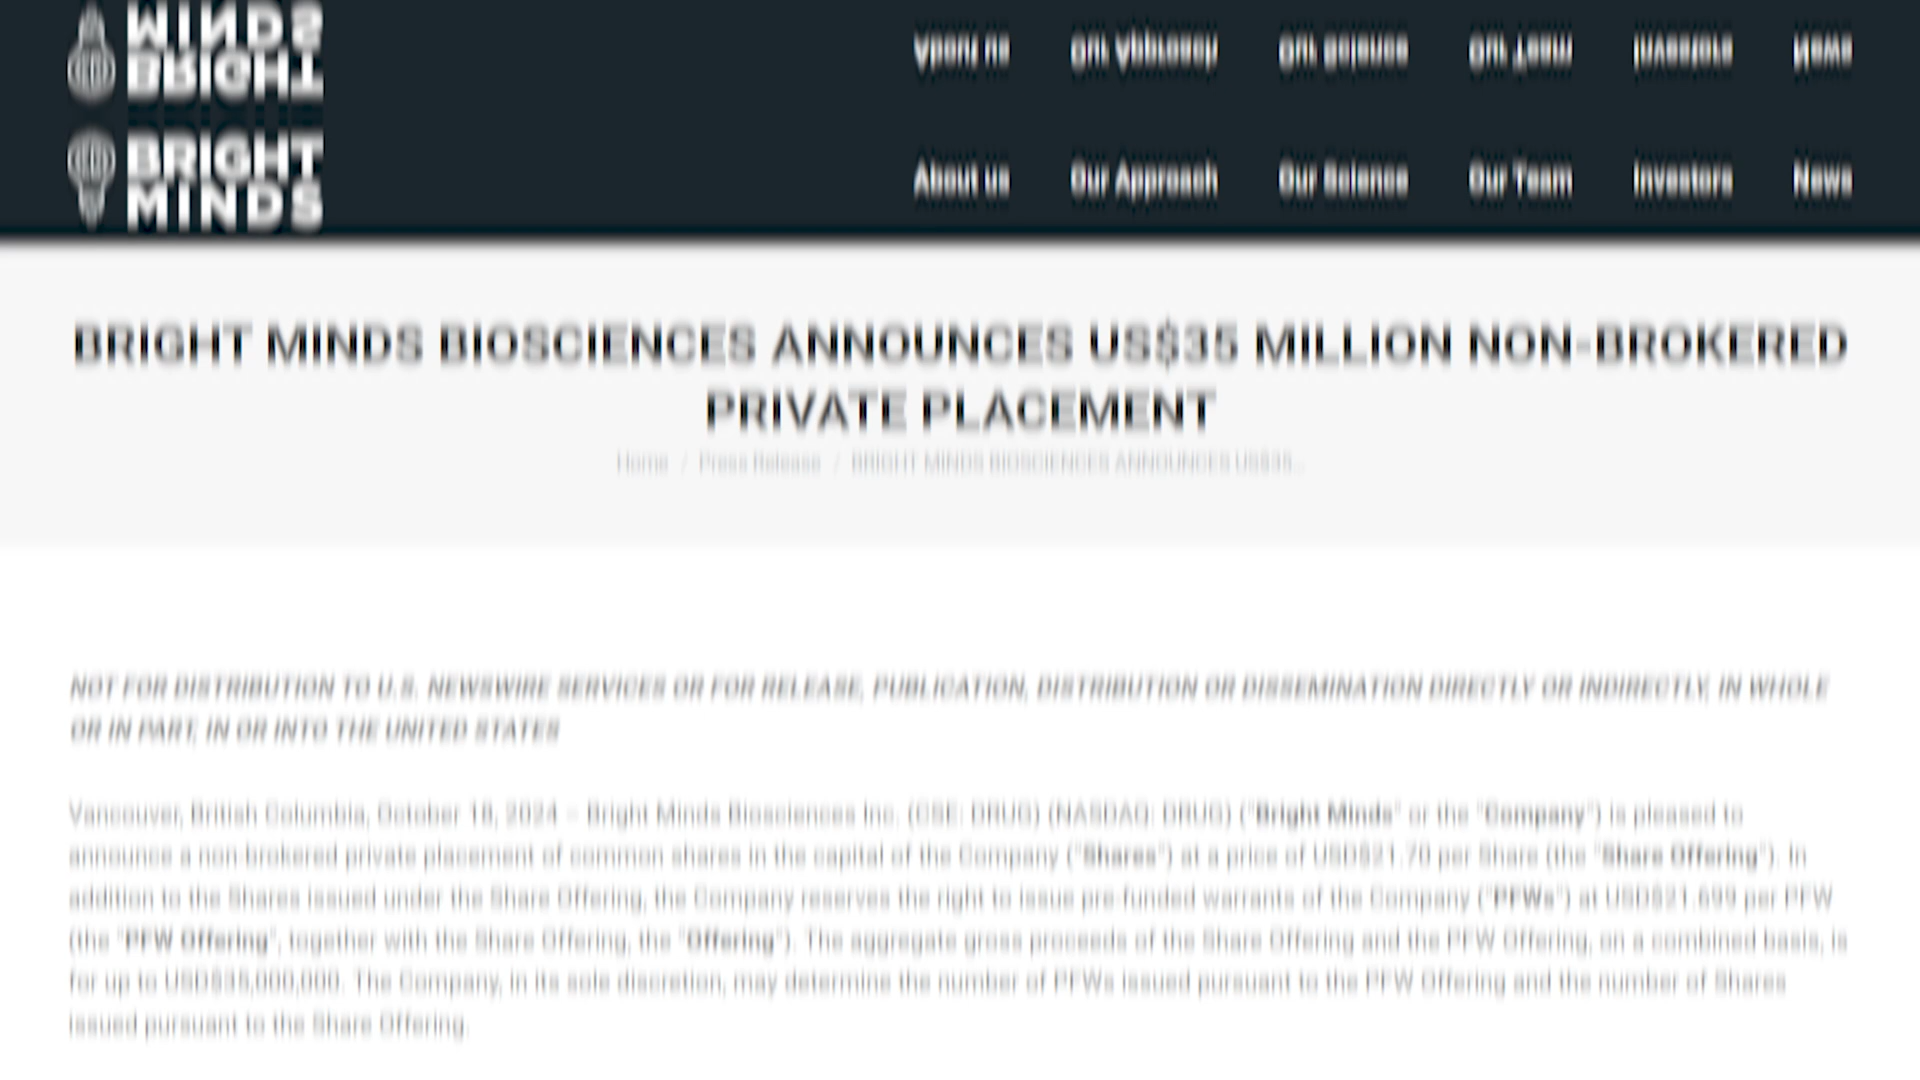 BRIGHT
MINDS
About us Our Approach Our Science Our Team Investors News
BRIGHT MINDS BIOSCIENCES ANNOUNCES US$35 MILLION NON-BROKERED
PRIVATE PLACEMENT
Home / Press Release / BRIGHT MINDS BIOSCIENCES ANNOUNCES US$35...
NOT FOR DISTRIBUTION TO U.S. NEWSWIRE SERVICES OR FOR RELEASE, PUBLICATION, DISTRIBUTION OR DISSEMINATION DIRECTLY OR INDIRECTLY, IN WHOLE
OR IN PART, IN OR INTO THE UNITED STATES
Vancouver, British Columbia, October 18, 2024 – Bright Minds Biosciences Inc. (CSE: DRUG) (NASDAQ: DRUG) ("Bright Minds" or the "Company") is pleased to
announce a non-brokered private placement of common shares in the capital of the Company ("Shares") at a price of USD$21.70 per Share (the "Share Offering"). In
addition to the Shares issued under the Share Offering, the Company reserves the right to issue pre-funded warrants of the Company ("PFWs") at USD$21.699 per PFW
(the "PFW Offering", together with the Share Offering, the "Offering"). The aggregate gross proceeds of the Share Offering and the PFW Offering, on a combined basis, is
for up to USD$35,000,000. The Company, in its sole discretion, may determine the number of PFWs issued pursuant to the PFW Offering and the number of Shares
issued pursuant to the Share Offering.